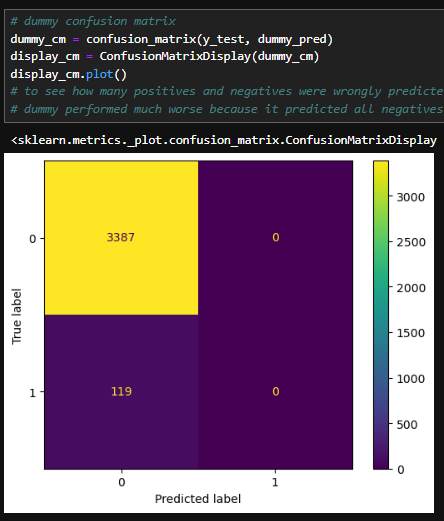 # dummy confusion matrix
dummy_cm = confusion_matrix(y_test, dummy_pred)
display_cm = ConfusionMatrixDisplay(dummy_cm)
display_cm.plot()
# to see how many positives and negatives were wrongly predicte
# dummy performed much worse because it predicted all negatives
<sklearn.metrics._plot.confusion_matrix.ConfusionMatrixDisplay
3387 0
119 0
0
1
True label
0 1
Predicted label
3000
2500
2000
1500
1000
500
0